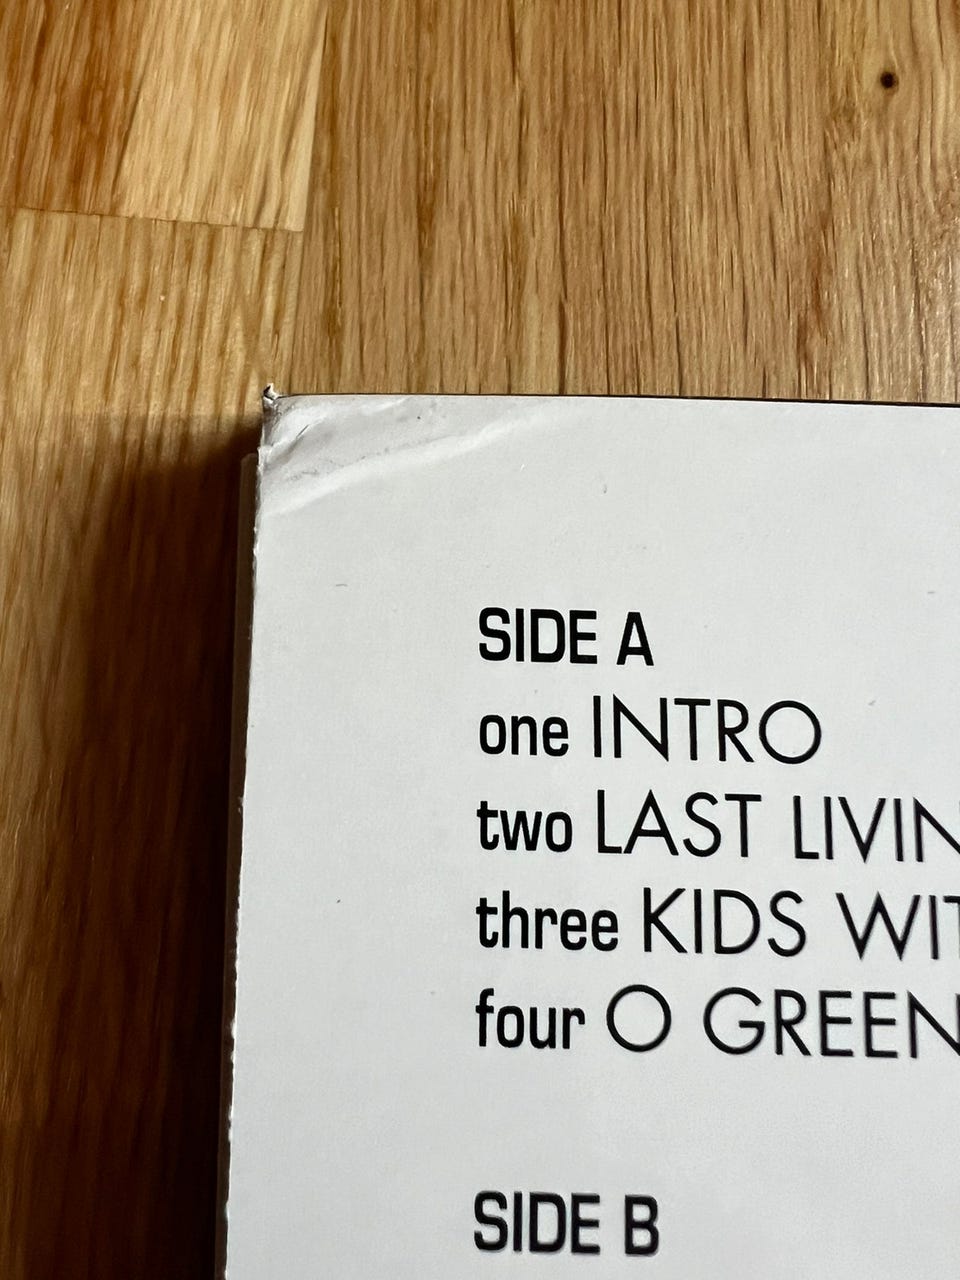 SIDE A
one INTRO
two LAST LIVIN
three KIDS WIT
four O GREEN
SIDE B